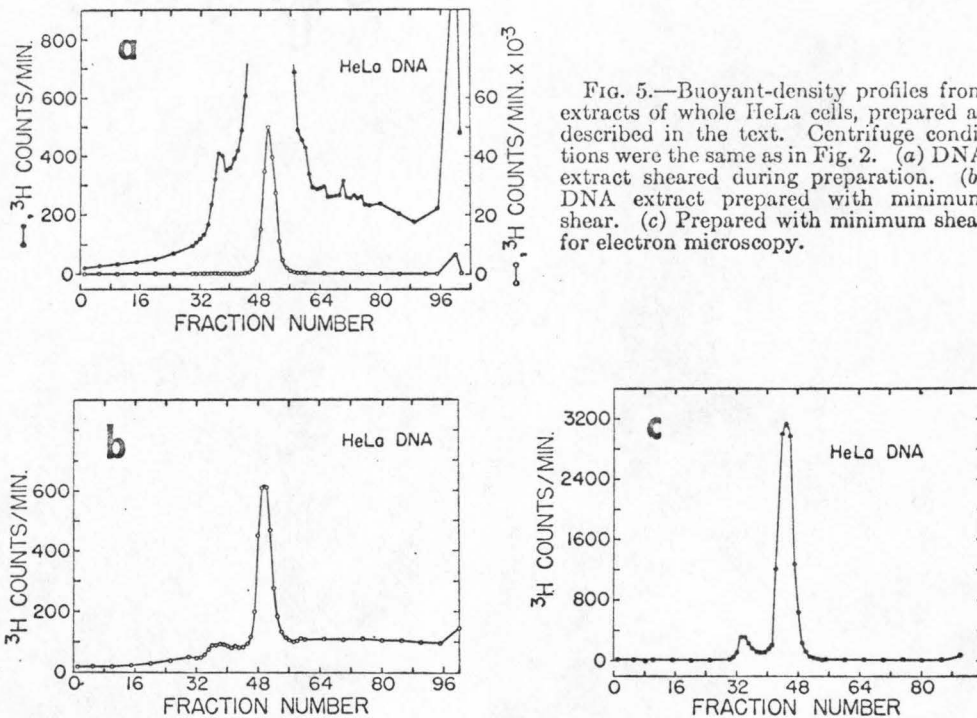 a
HeLa DNA
³H COUNTS/MIN.
800
600
400
200
0
60
40
20
0
³H COUNTS/MIN. x 10⁻³
0 16 32 48 64 80 96
FRACTION NUMBER
FIG. 5.—Buoyant-density profiles from
extracts of whole HeLa cells, prepared a
described in the text. Centrifuge condi
tions were the same as in Fig. 2. (a) DNA
extract sheared during preparation. (b
DNA extract prepared with minimum
shear. (c) Prepared with minimum shea
for electron microscopy.
b
HeLa DNA
³H COUNTS/MIN.
600
400
200
0
0 16 32 48 64 80 96
FRACTION NUMBER
c
HeLa DNA
³H COUNTS/MIN.
3200
2400
1600
800
0
0 16 32 48 64 80
FRACTION NUMBER